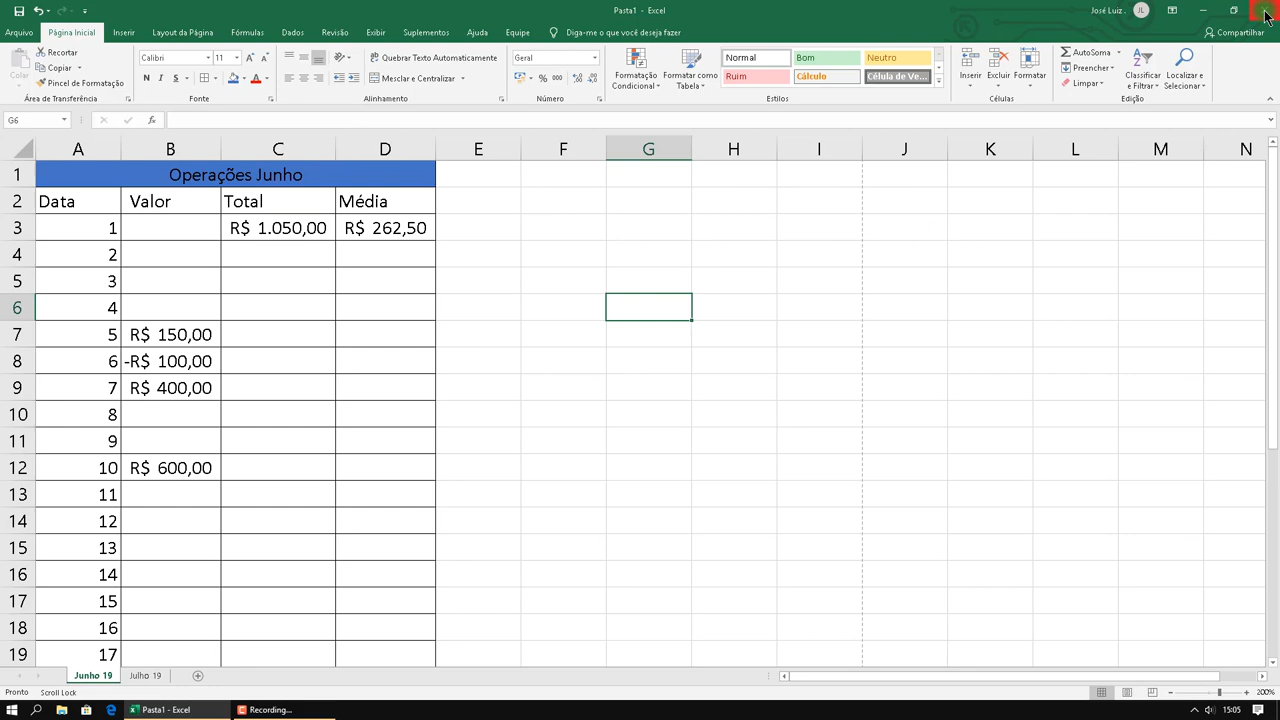 Pasta1 - Excel
José Luiz .
JL
Arquivo Página Inicial Inserir Layout da Página Fórmulas Dados Revisão Exibir Suplementos Ajuda Equipe Diga-me o que você deseja fazer Compartilhar
Colar
Recortar
Copiar
Pincel de Formatação
Área de Transferência
Calibri 11
N I S
Fonte
Quebrar Texto Automaticamente
Mesclar e Centralizar
Alinhamento
Geral
% 000
Número
Formatação Condicional
Formatar como Tabela
Normal Bom Neutro
Ruim Cálculo Célula de Ve...
Estilos
Inserir Excluir Formatar
Células
AutoSoma
Preencher
Limpar
Classificar e Filtrar
Localizar e Selecionar
Edição
G6 fx
A B C D E F G H I J K L M N
1 Operações Junho
2 Data Valor Total Média
3 1 R$ 1.050,00 R$ 262,50
4 2
5 3
6 4
7 5 R$ 150,00
8 6 -R$ 100,00
9 7 R$ 400,00
10 8
11 9
12 10 R$ 600,00
13 11
14 12
15 13
16 14
17 15
18 16
19 17
Junho 19 Julho 19
Pronto Scroll Lock 200%
Pasta1 - Excel Recording... 15:05